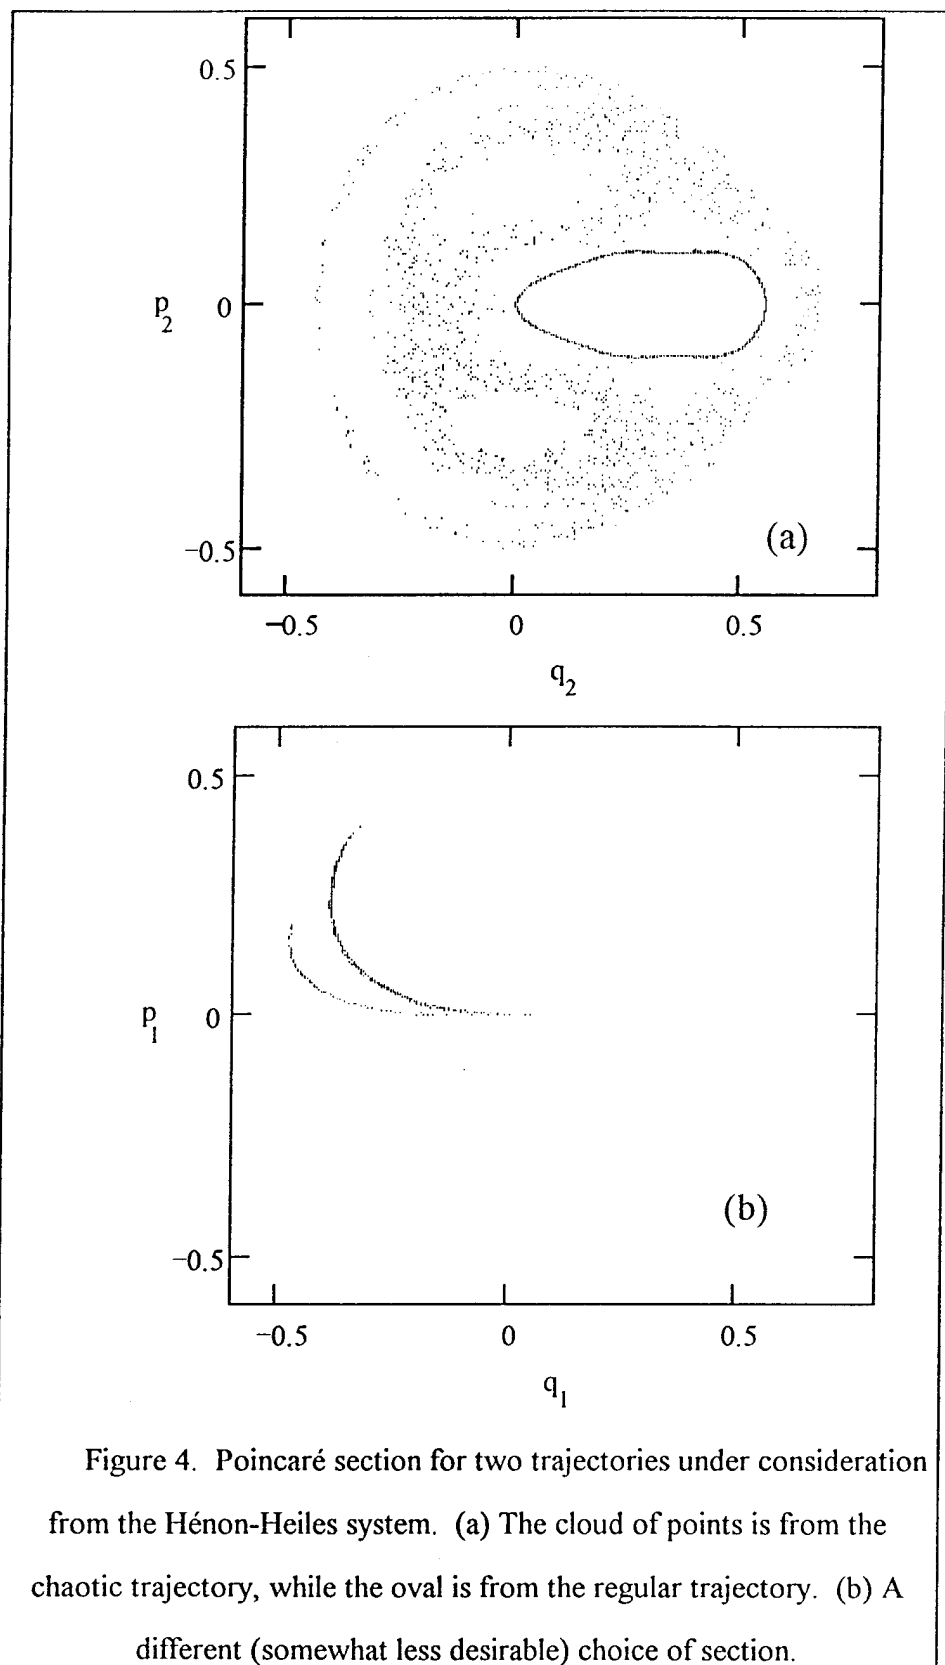 0.5
p2
0
−0.5
(a)
−0.5 0 0.5
q2
0.5
p1
0
(b)
−0.5
−0.5 0 0.5
q1
Figure 4. Poincaré section for two trajectories under consideration
from the Hénon-Heiles system. (a) The cloud of points is from the
chaotic trajectory, while the oval is from the regular trajectory. (b) A
different (somewhat less desirable) choice of section.